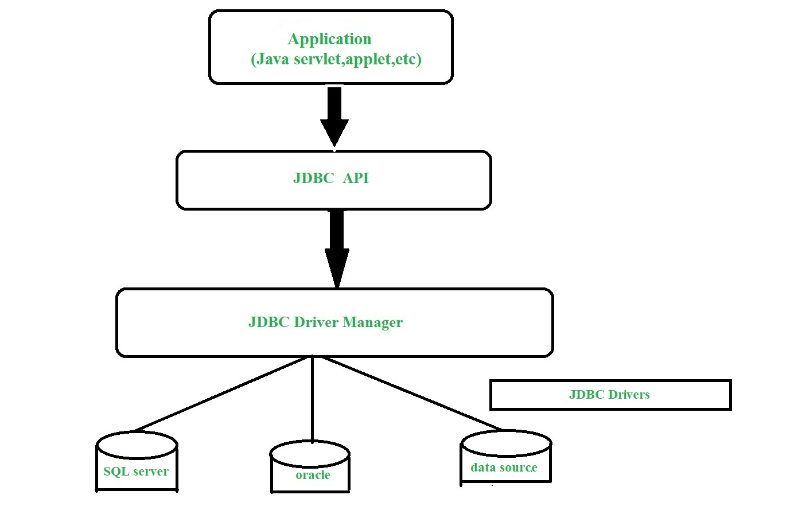 Application
(Java servlet,applet,etc)
JDBC API
JDBC Driver Manager
JDBC Drivers
SQL server
oracle
data source